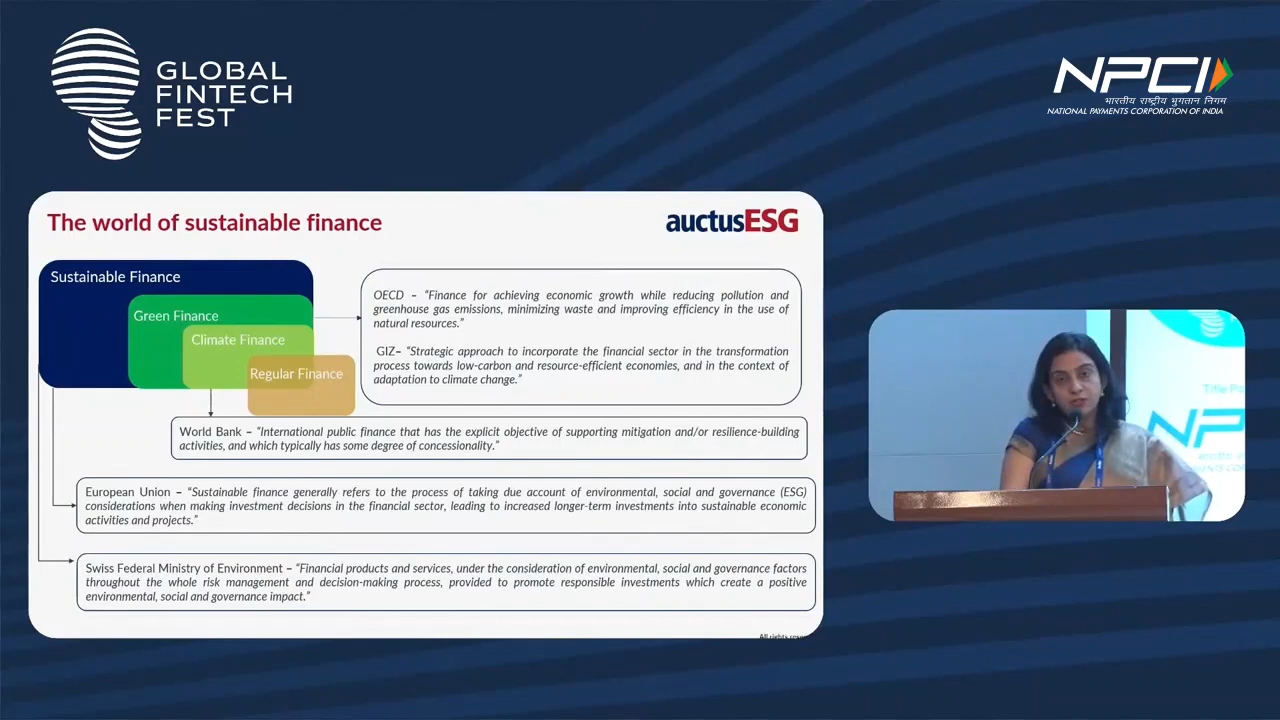 GLOBAL
FINTECH
FEST
NPCI
भारतीय राष्ट्रीय भुगतान निगम
NATIONAL PAYMENTS CORPORATION OF INDIA
The world of sustainable finance
auctusESG
Sustainable Finance
Green Finance
Climate Finance
Regular Finance
OECD – “Finance for achieving economic growth while reducing pollution and
greenhouse gas emissions, minimizing waste and improving efficiency in the use of
natural resources.”
GIZ– “Strategic approach to incorporate the financial sector in the transformation
process towards low-carbon and resource-efficient economies, and in the context of
adaptation to climate change.”
World Bank – “International public finance that has the explicit objective of supporting mitigation and/or resilience-building
activities, and which typically has some degree of concessionality.”
European Union – “Sustainable finance generally refers to the process of taking due account of environmental, social and governance (ESG)
considerations when making investment decisions in the financial sector, leading to increased longer-term investments into sustainable economic
activities and projects.”
Swiss Federal Ministry of Environment – “Financial products and services, under the consideration of environmental, social and governance factors
throughout the whole risk management and decision-making process, provided to promote responsible investments which create a positive
environmental, social and governance impact.”
All rights
Title
NPC